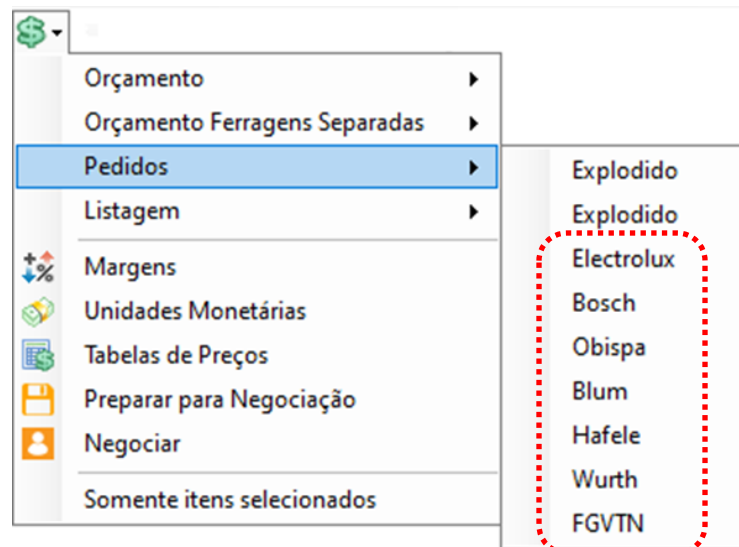 Orçamento
Orçamento Ferragens Separadas
Pedidos
Listagem
Margens
Unidades Monetárias
Tabelas de Preços
Preparar para Negociação
Negociar
Somente itens selecionados
Explodido
Explodido
Electrolux
Bosch
Obispa
Blum
Hafele
Wurth
FGVTN